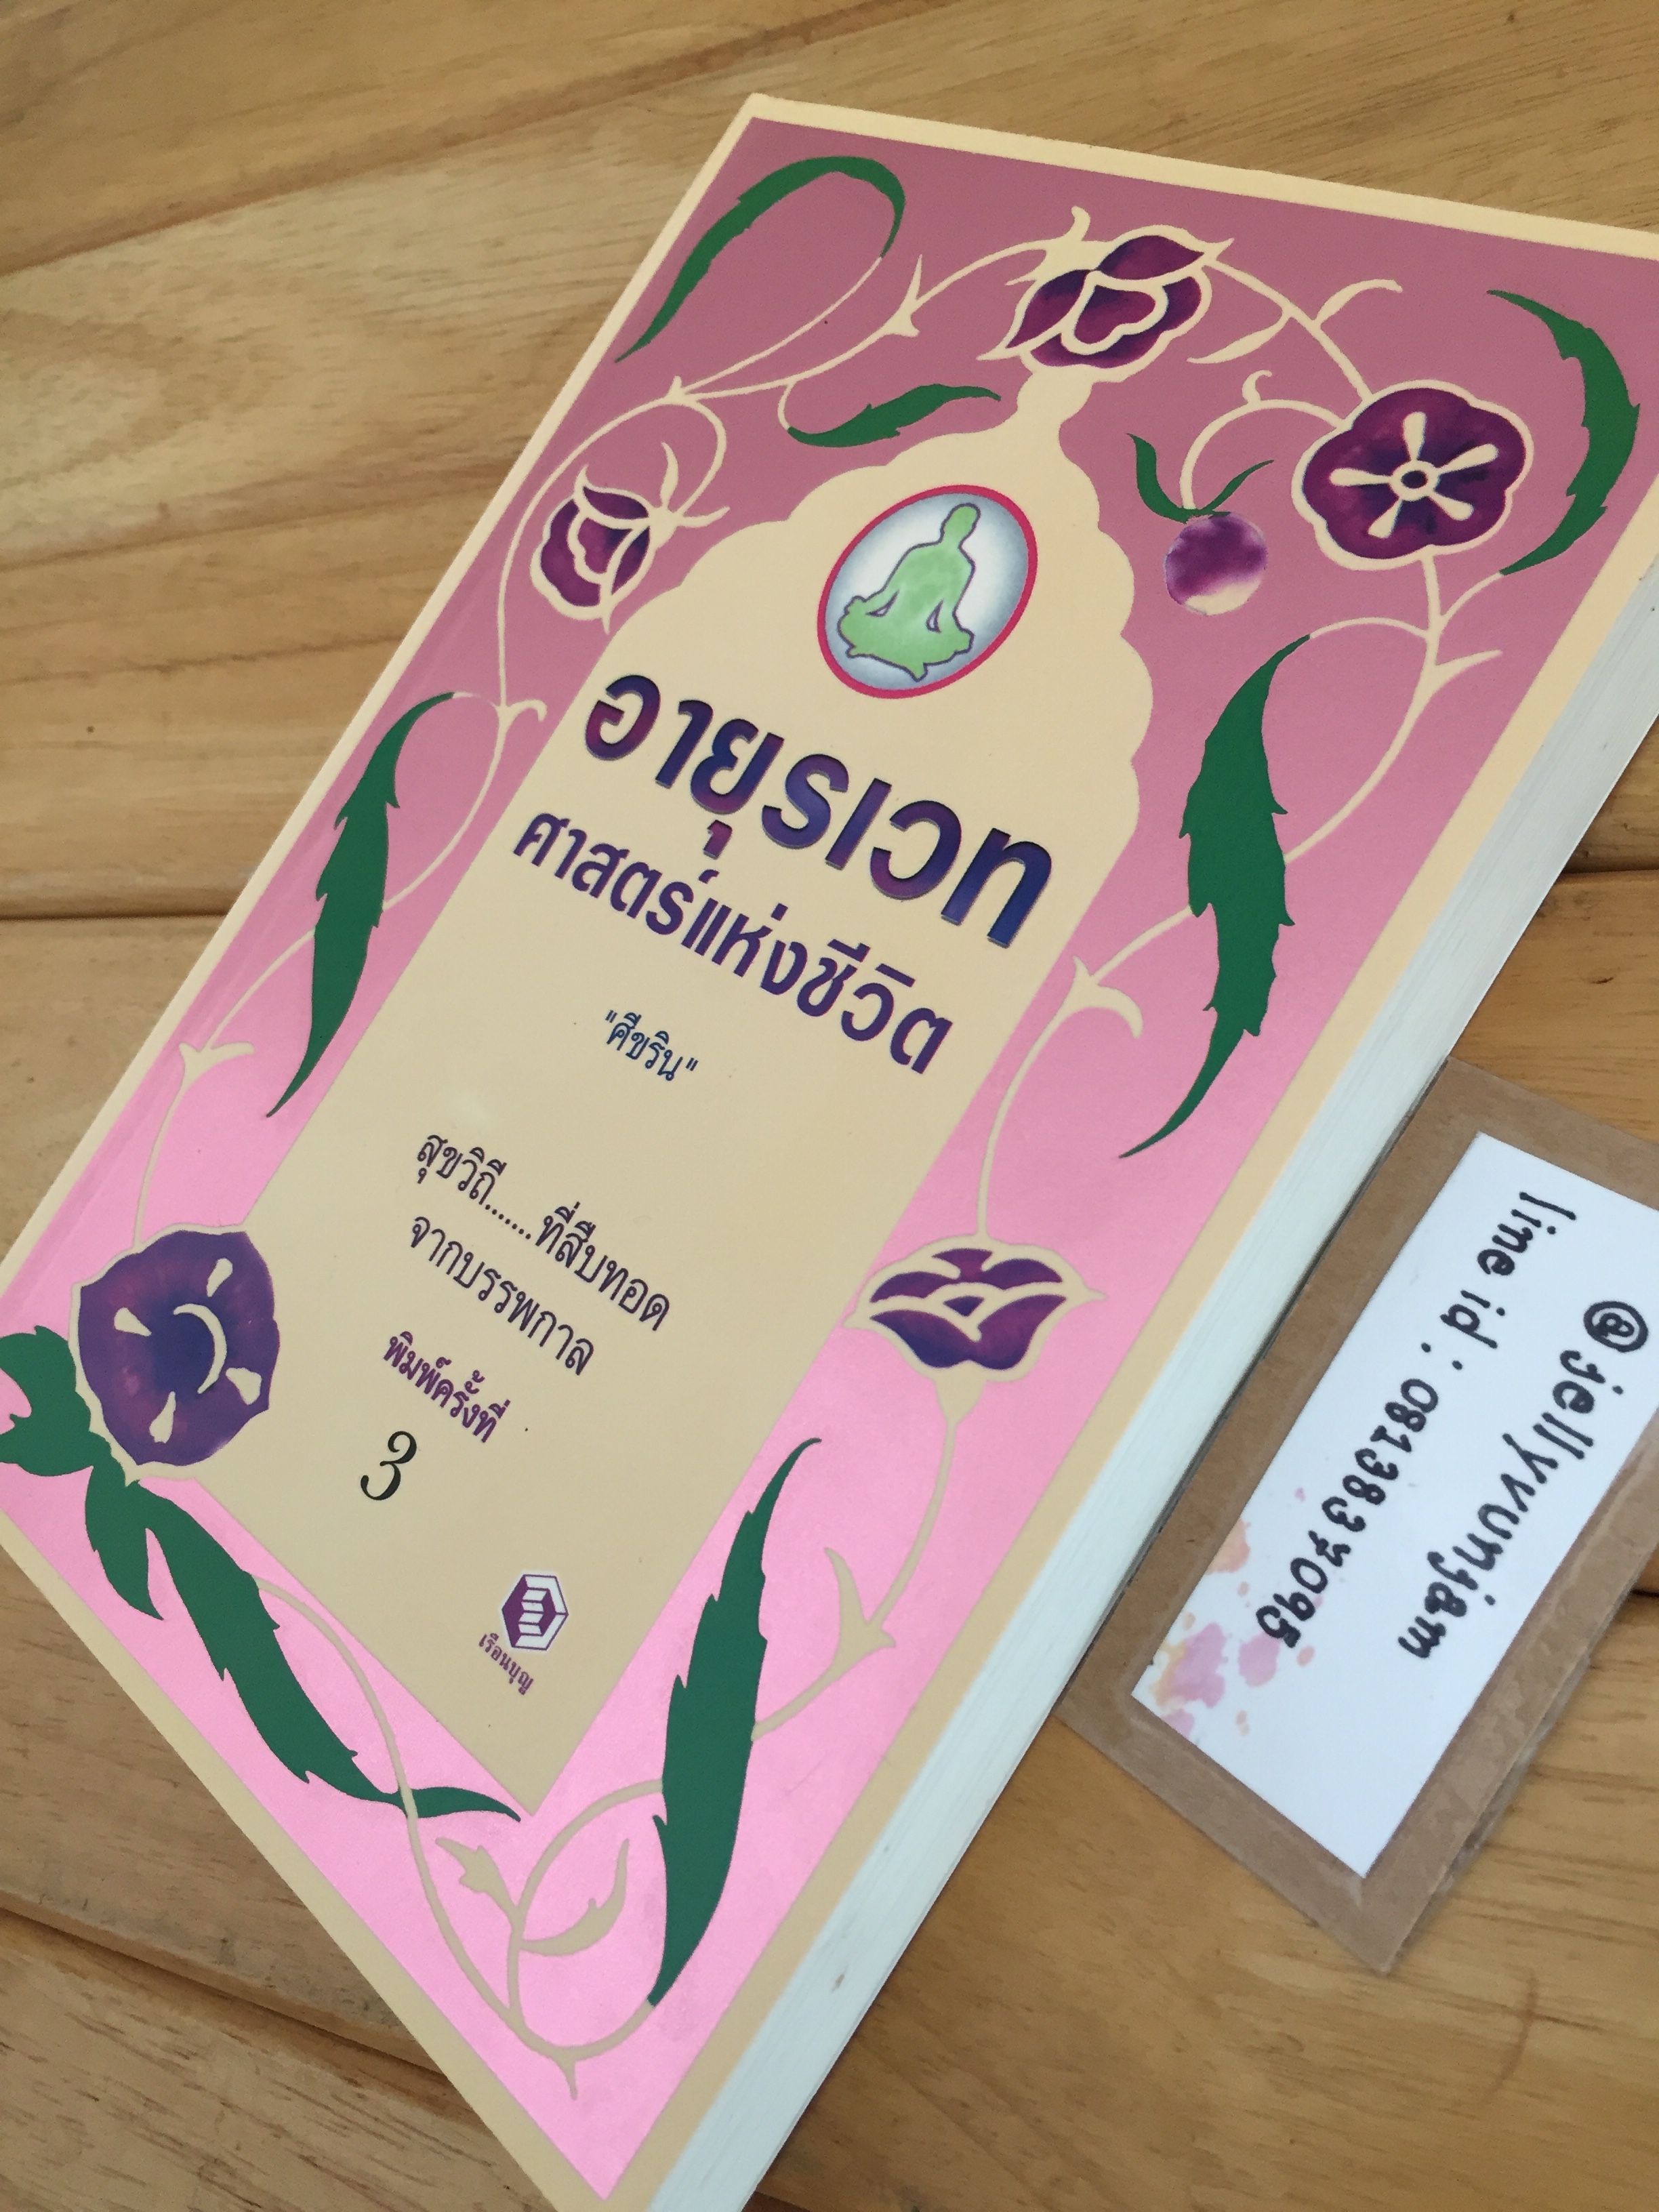 อายุรเวท
ศาสตร์แห่งชีวิต
"ศีขริน"
สุขวิถี.......ที่สืบทอด
จากบรรพกาล
พิมพ์ครั้งที่
3
เรือนบุญ
@jellyvunjam
line id : 0813837095